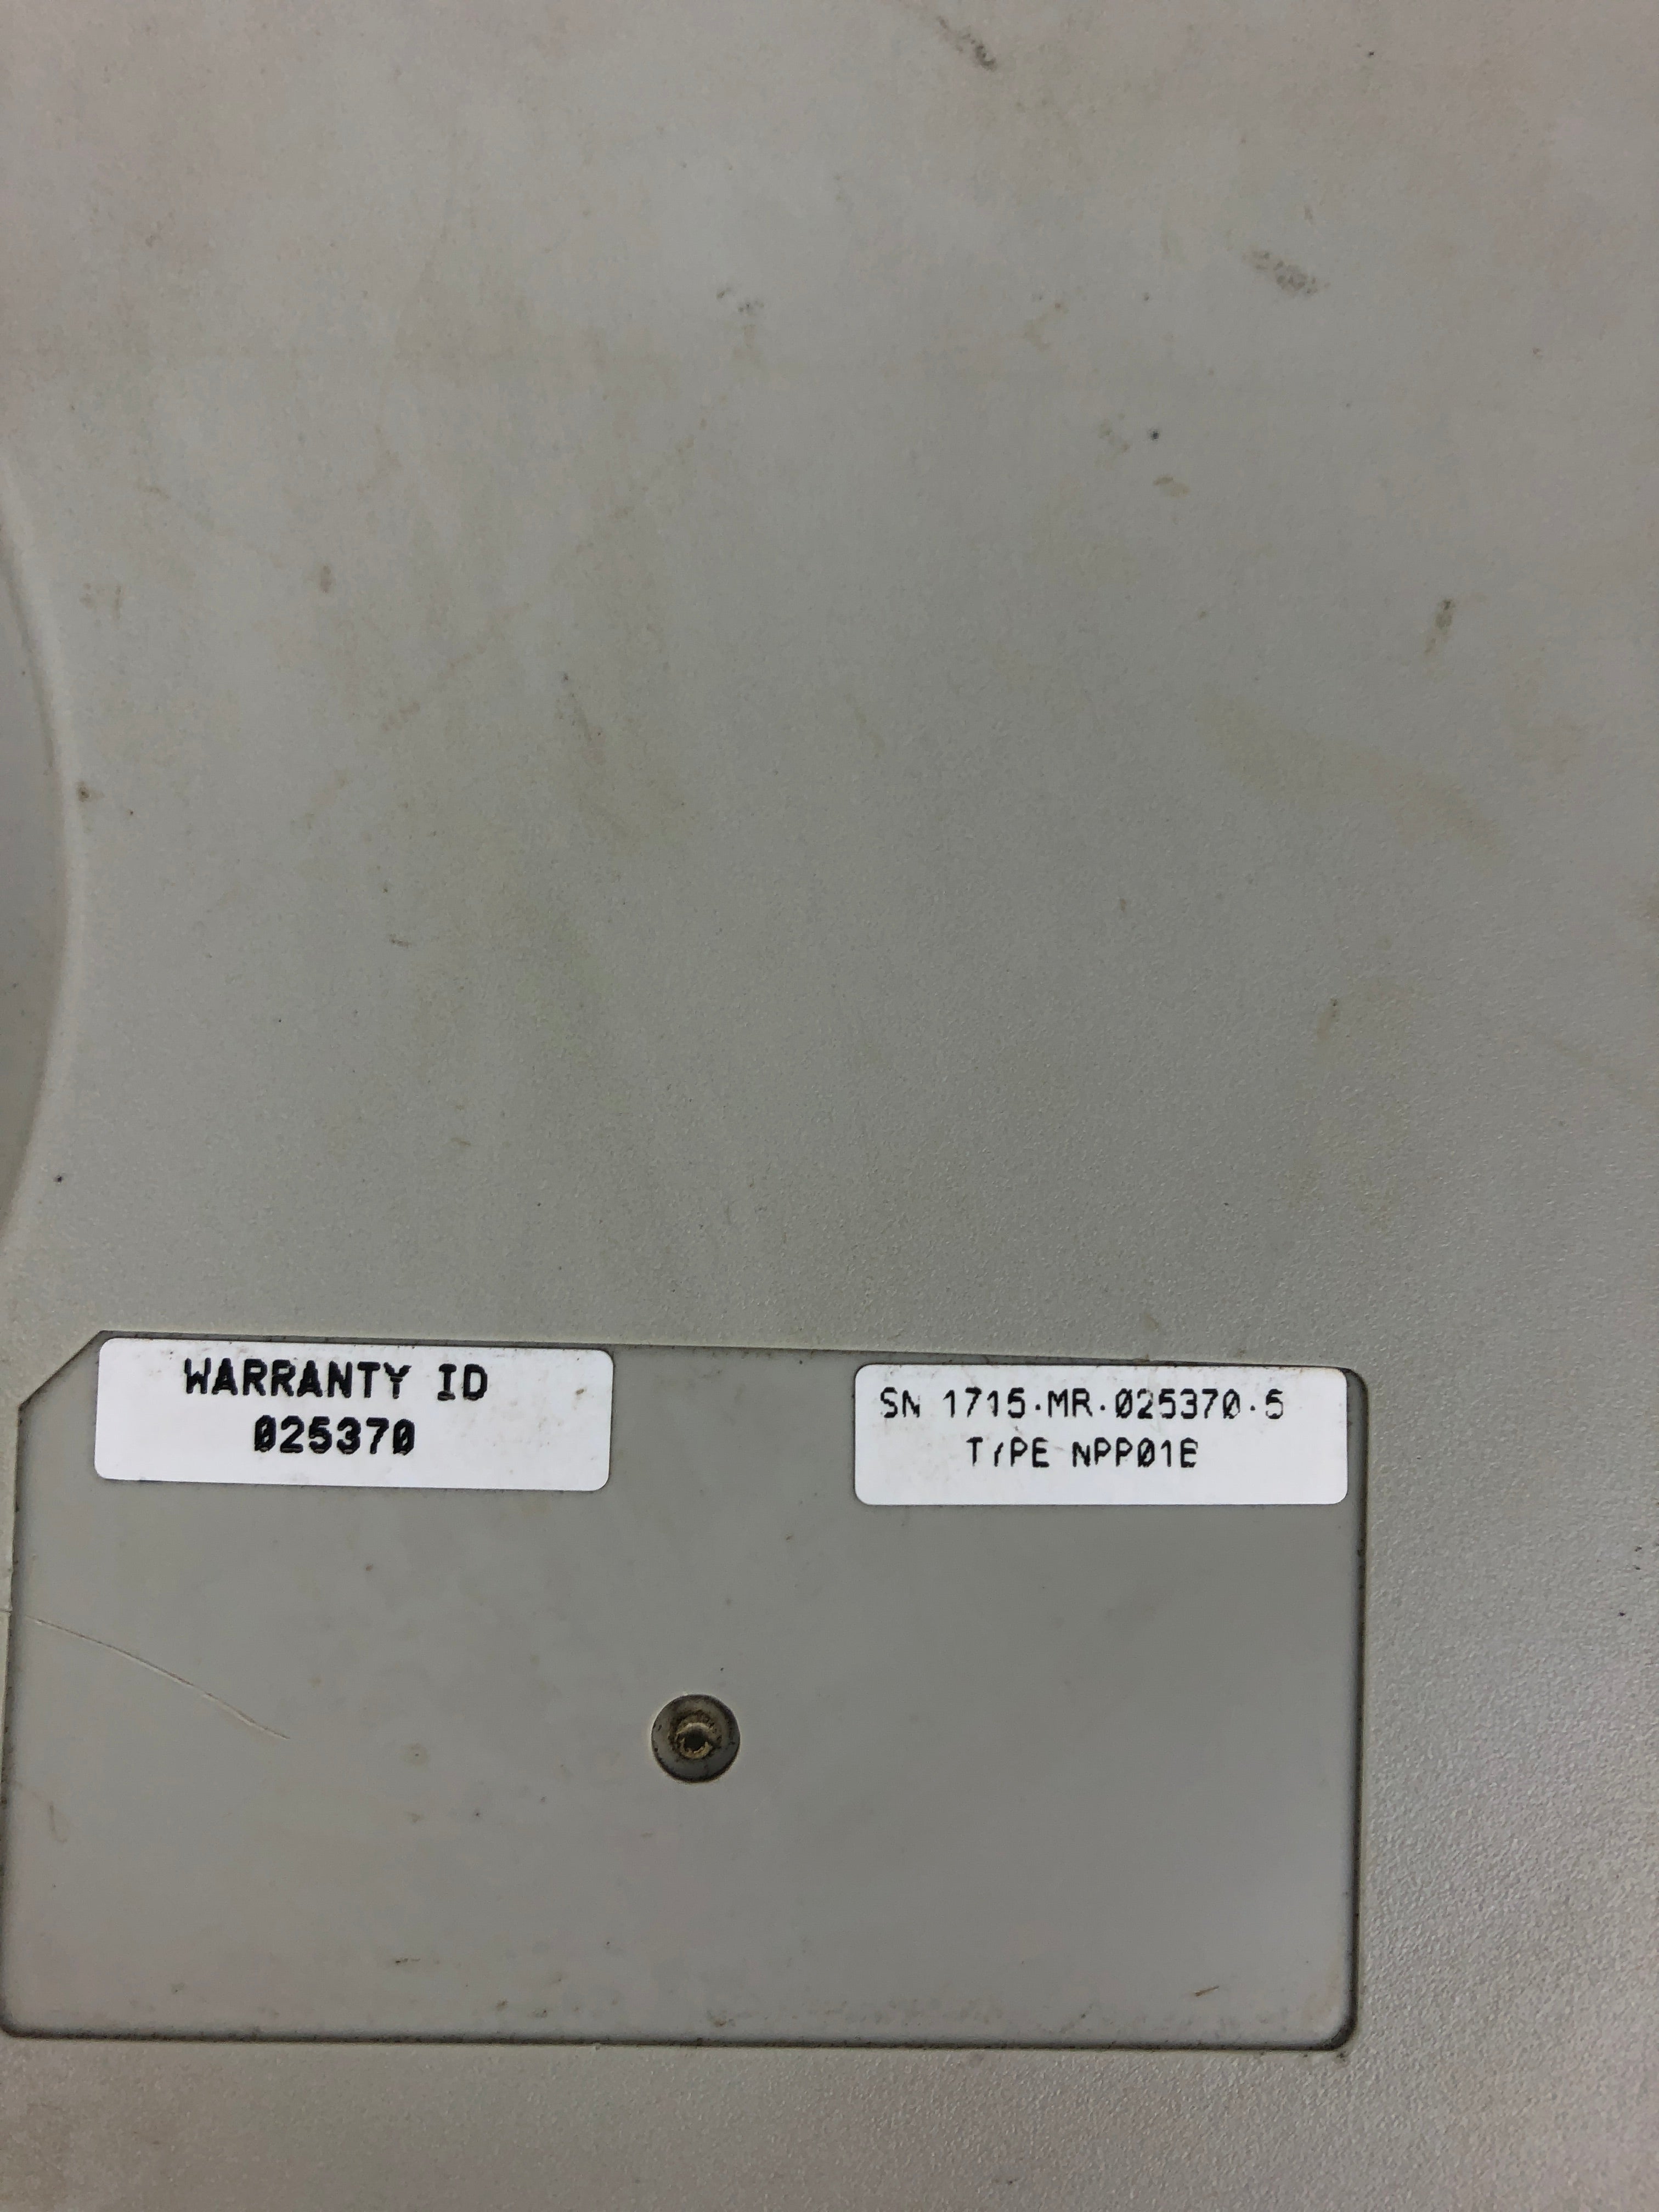 WARRANTY ID
025370
SN 1715.MR.025370.5
TYPE NPP01E